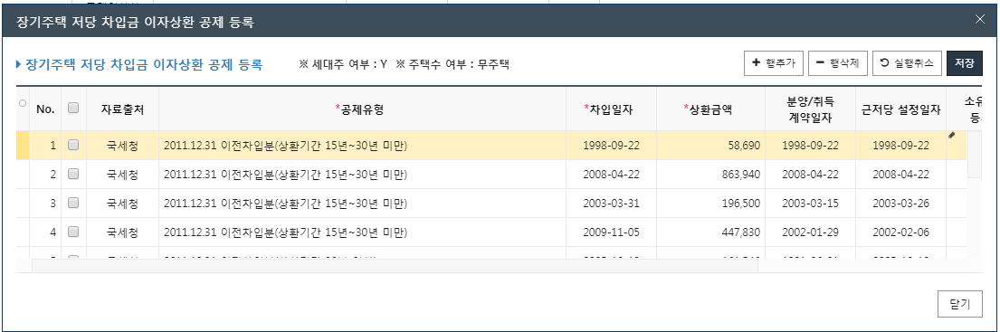 장기주택 저당 차입금 이자상환 공제 등록
장기주택 저당 차입금 이자상환 공제 등록 ※ 세대주 여부 : Y ※ 주택수 여부 : 무주택 행추가 행삭제 실행취소 저장
No. 자료출처 *공제유형 *차입일자 *상환금액 분양/취득 계약일자 근저당 설정일자 소유 등
1 국세청 2011.12.31 이전차입분(상환기간 15년~30년 미만) 1998-09-22 58,690 1998-09-22 1998-09-22
2 국세청 2011.12.31 이전차입분(상환기간 15년~30년 미만) 2008-04-22 863,940 2008-04-22 2008-04-22
3 국세청 2011.12.31 이전차입분(상환기간 15년~30년 미만) 2003-03-31 196,500 2003-03-15 2003-03-26
4 국세청 2011.12.31 이전차입분(상환기간 15년~30년 미만) 2009-11-05 447,830 2002-01-29 2002-02-06
닫기